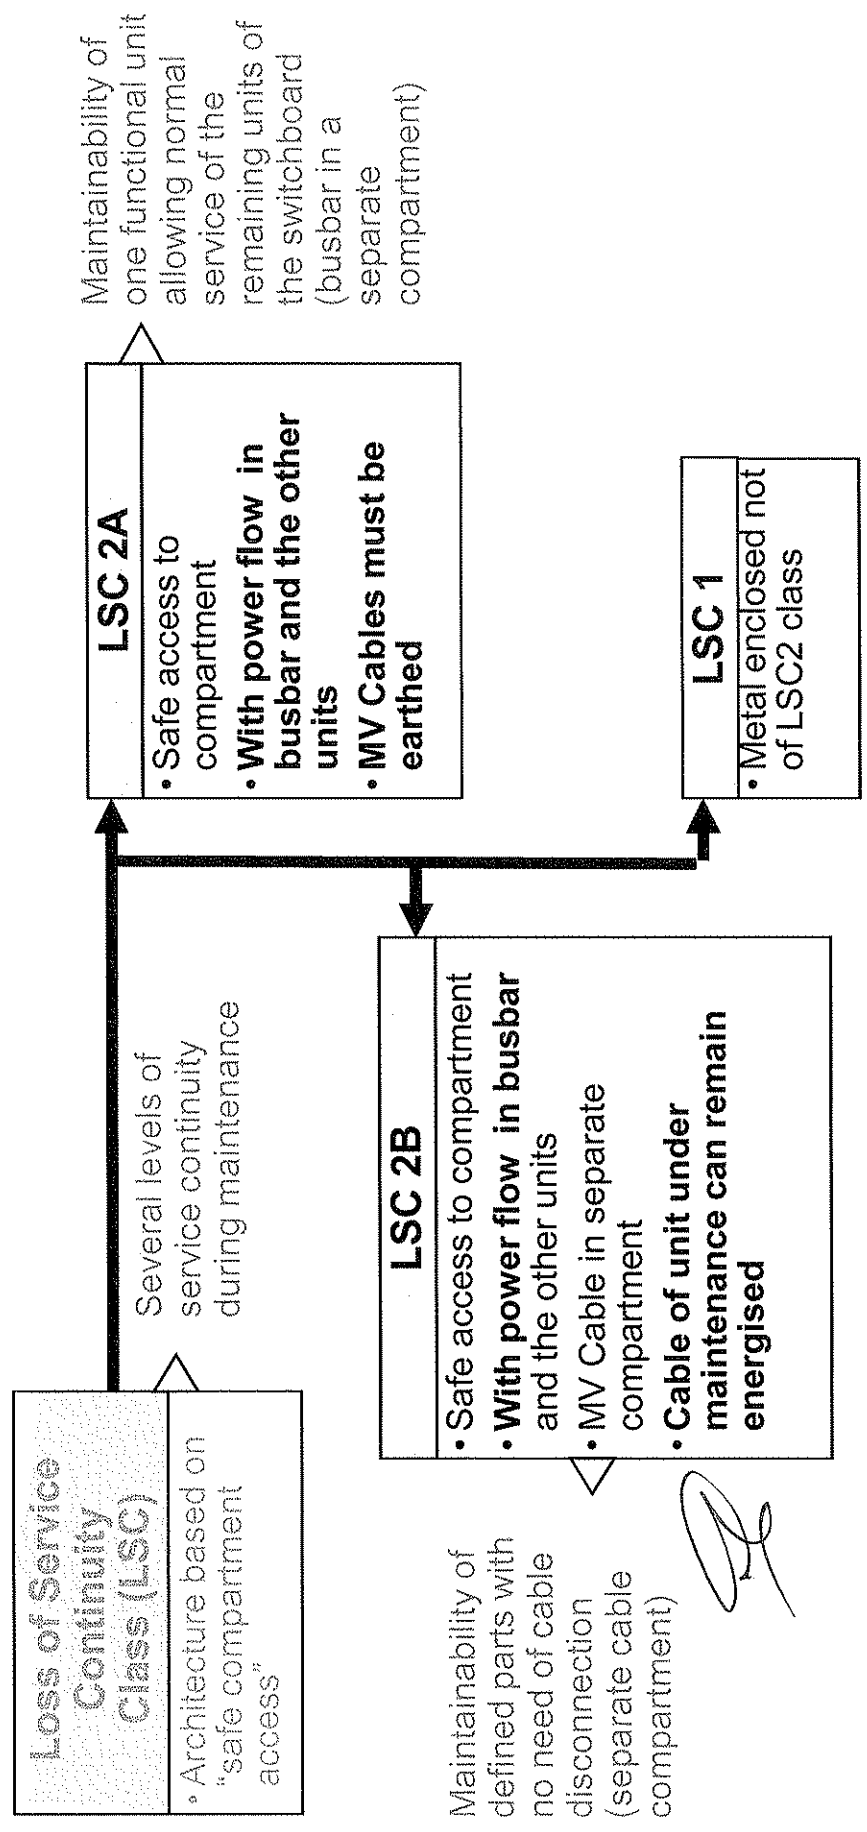 Loss of Service
Continuity
Class (LSC)
• Architecture based on
"safe compartment
access"
Several levels of
service continuity
during maintenance
LSC 2A
• Safe access to
compartment
• With power flow in
busbar and the other
units
• MV Cables must be
earthed
Maintainability of
one functional unit
allowing normal
service of the
remaining units of
the switchboard
(busbar in a
separate
compartment)
LSC 2B
• Safe access to compartment
• With power flow in busbar
and the other units
• MV Cable in separate
compartment
• Cable of unit under
maintenance can remain
energised
Maintainability of
defined parts with
no need of cable
disconnection
(separate cable
compartment)
LSC 1
• Metal enclosed not
of LSC2 class